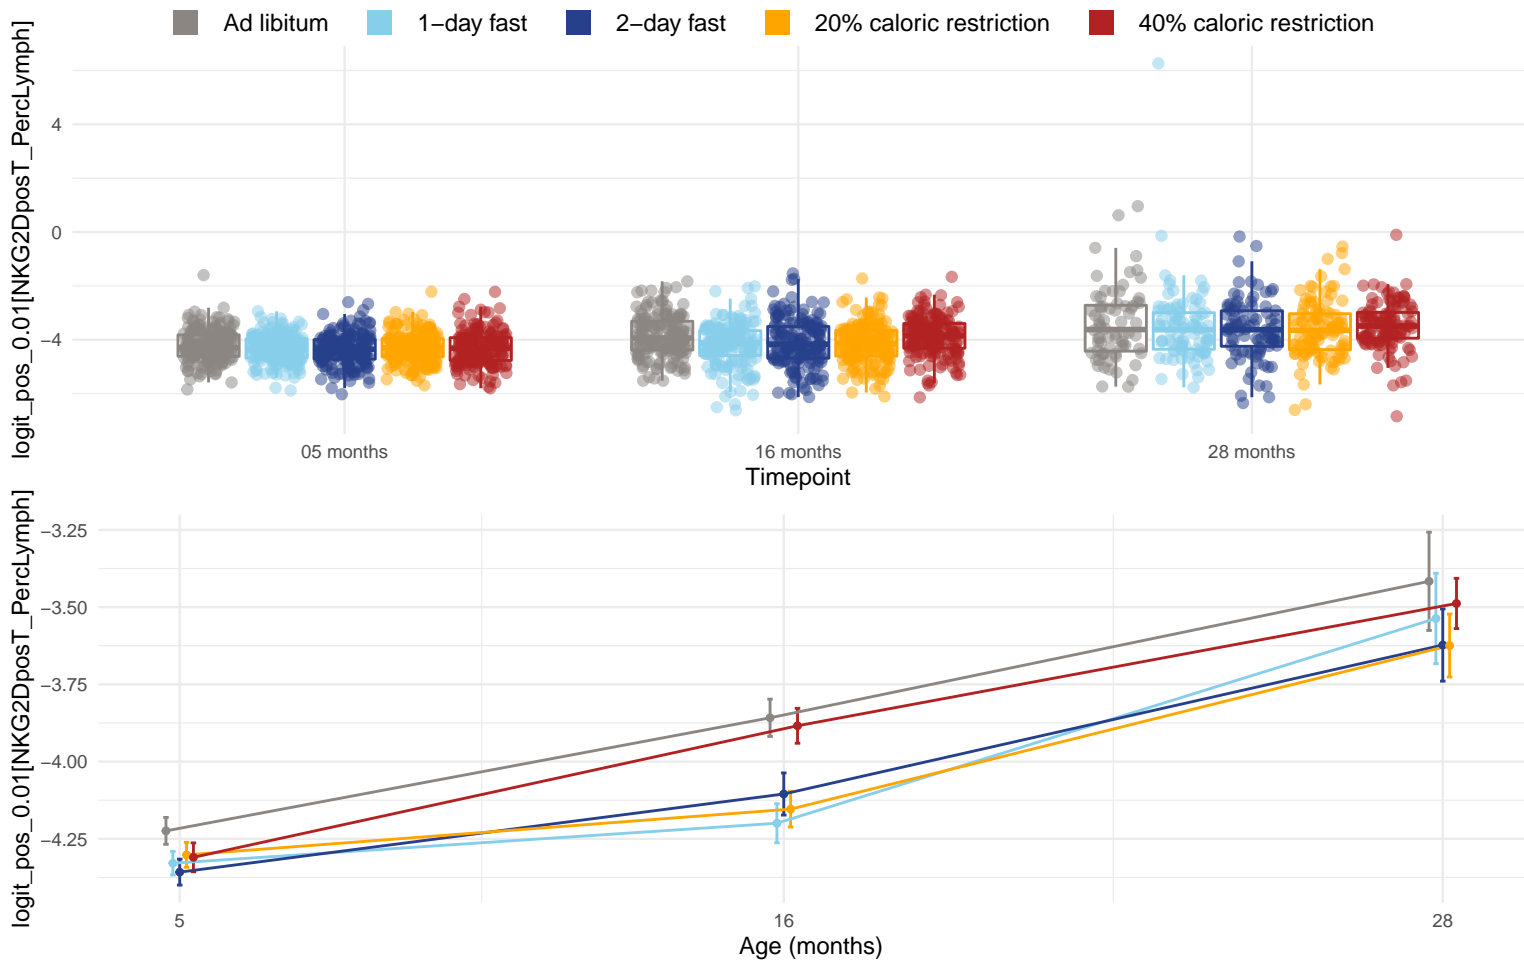 Ad libitum 1−day fast 2−day fast 20% caloric restriction 40% caloric restriction
logit_pos_0.01[NKG2DposT_PercLymph]
4
0
−4
05 months 16 months 28 months
Timepoint
logit_pos_0.01[NKG2DposT_PercLymph]
−3.25
−3.50
−3.75
−4.00
−4.25
5 16 28
Age (months)